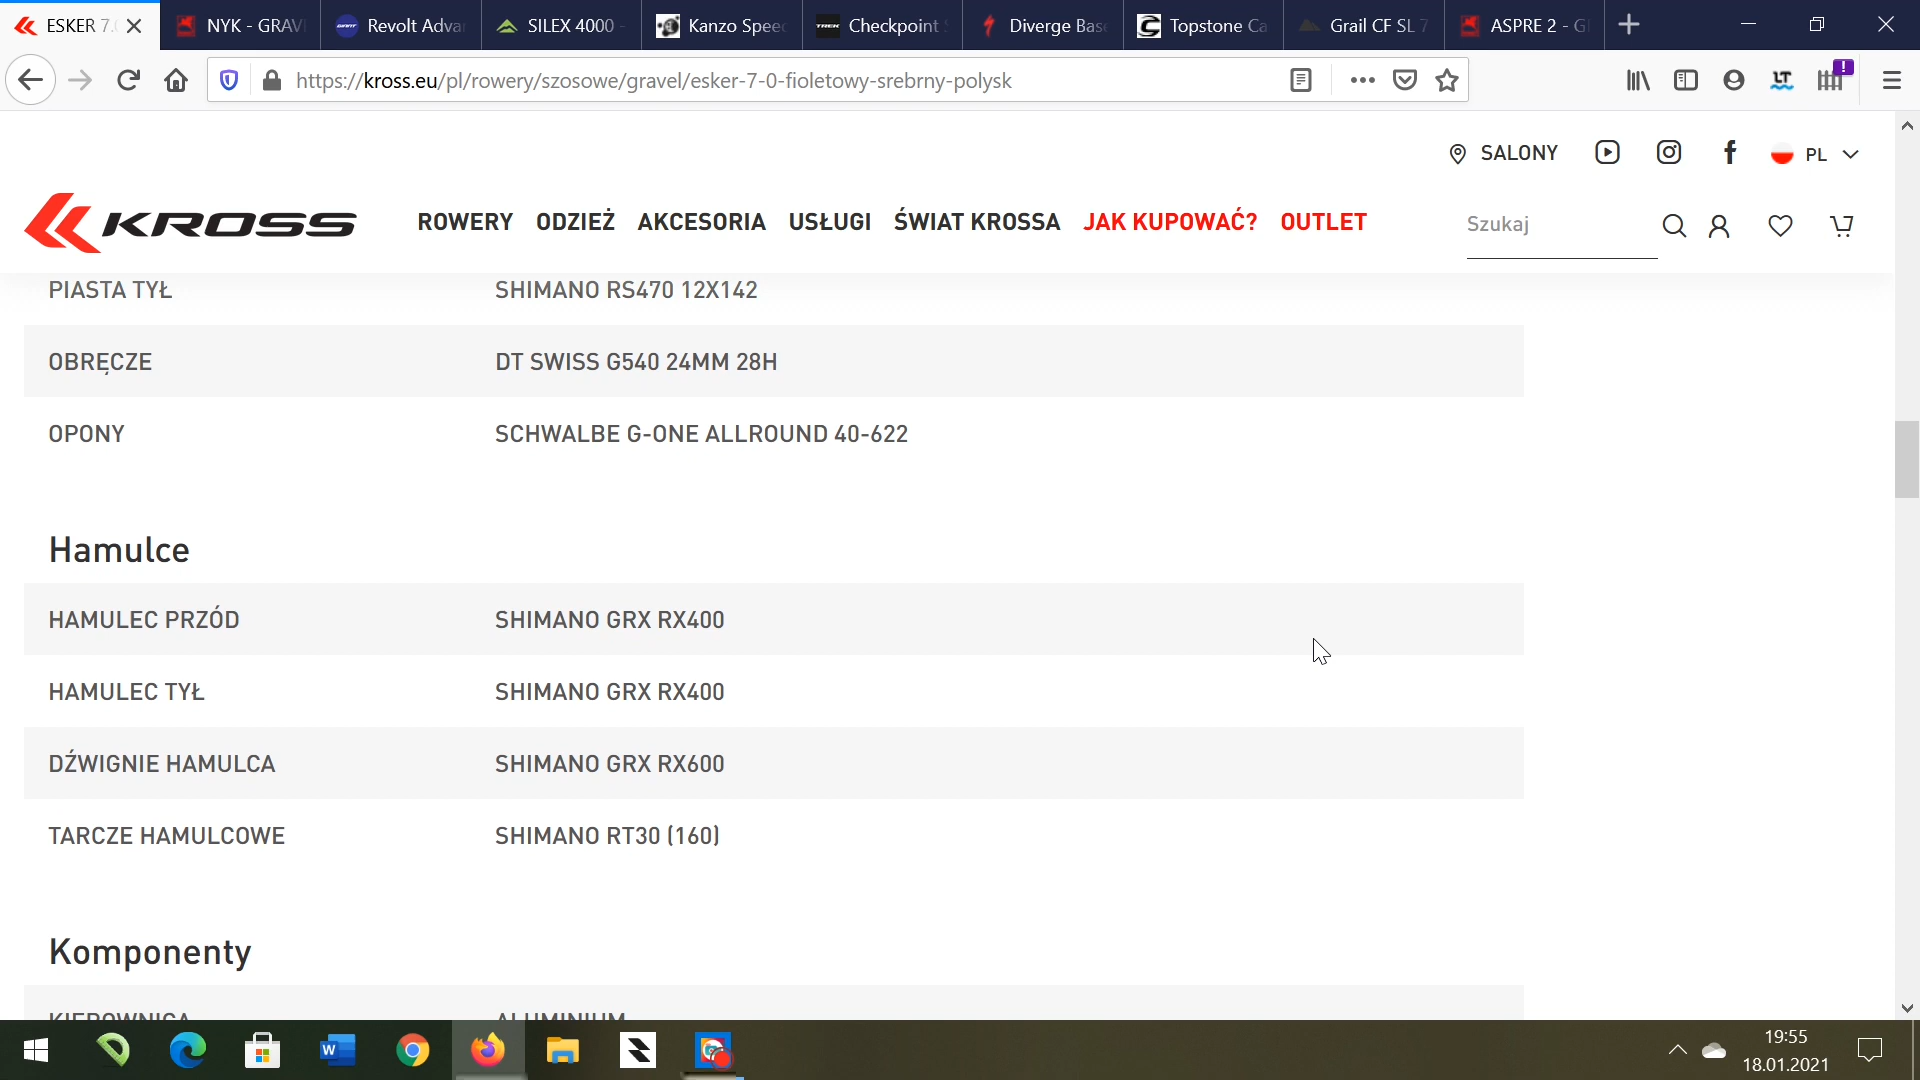 ESKER 7.
NYK - GRAV
Revolt Adva
SILEX 4000 -
Kanzo Spee
Checkpoint S
Diverge Base
Topstone Ca
Grail CF SL 7
ASPRE 2 - G
https://kross.eu/pl/rowery/szosowe/gravel/esker-7-0-fioletowy-srebrny-polysk
SALONY
PL
KROSS
ROWERY ODZIEŻ AKCESORIA USŁUGI ŚWIAT KROSSA JAK KUPOWAĆ? OUTLET
Szukaj
PIASTA TYŁ SHIMANO RS470 12X142
OBRĘCZE DT SWISS G540 24MM 28H
OPONY SCHWALBE G-ONE ALLROUND 40-622
Hamulce
HAMULEC PRZÓD SHIMANO GRX RX400
HAMULEC TYŁ SHIMANO GRX RX400
DŹWIGNIE HAMULCA SHIMANO GRX RX600
TARCZE HAMULCOWE SHIMANO RT30 (160)
Komponenty
KIEROWNICA ALUMINIUM
19:55
18.01.2021